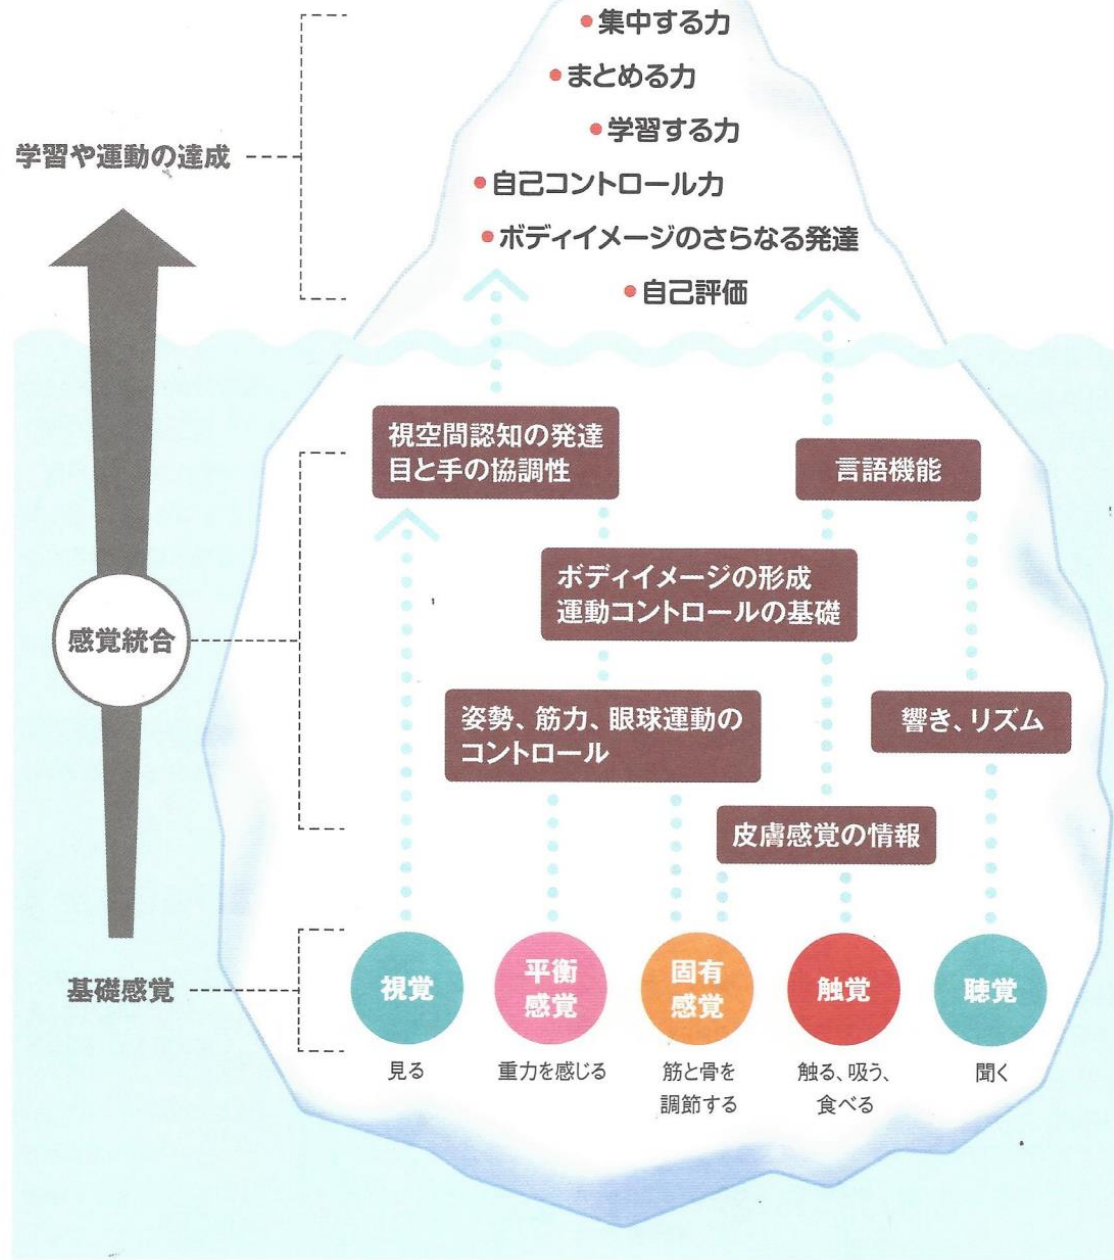 ●集中する力
●まとめる力
●学習する力
学習や運動の達成
●自己コントロール力
●ボディイメージのさらなる発達
●自己評価
視空間認知の発達
目と手の協調性
言語機能
ボディイメージの形成
運動コントロールの基礎
感覚統合
姿勢、筋力、眼球運動の
コントロール
響き、リズム
皮膚感覚の情報
基礎感覚
視覚
平衡
感覚
固有
感覚
触覚
聴覚
見る
重力を感じる
筋と骨を
調節する
触る、吸う、
食べる
聞く